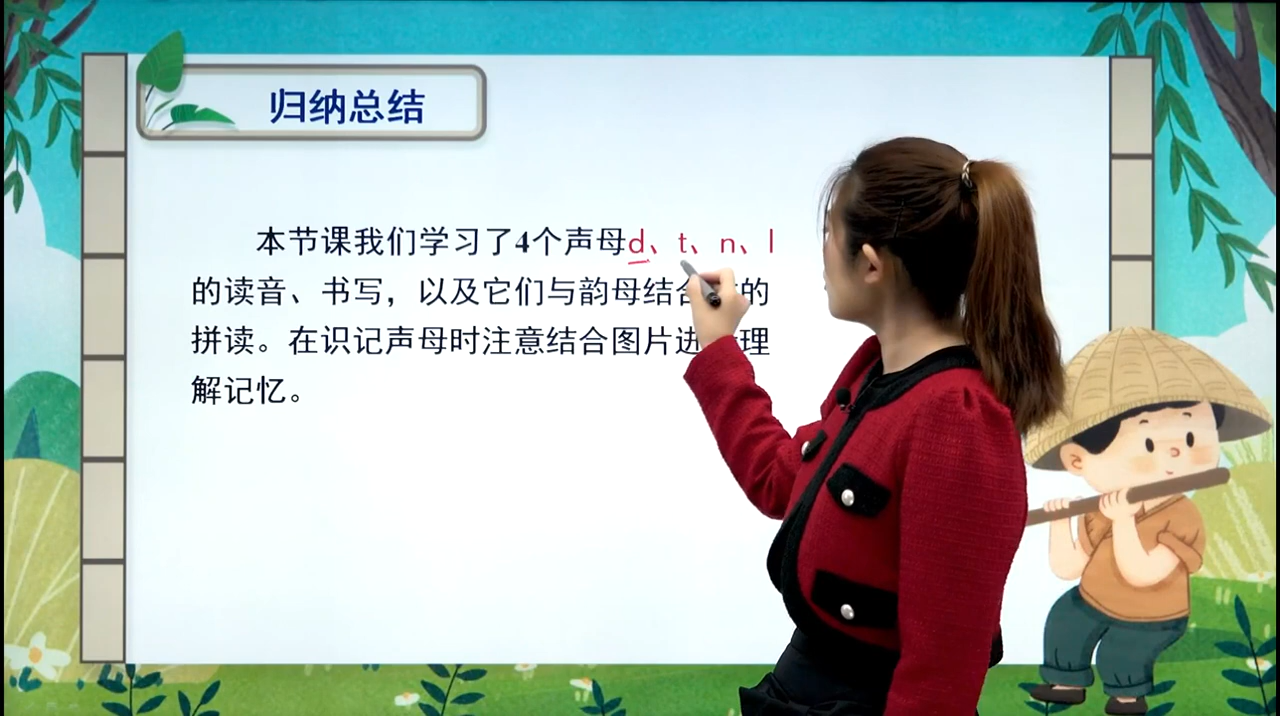 归纳总结
本节课我们学习了4个声母d、t、n、l
的读音、书写，以及它们与韵母结合的
拼读。在识记声母时注意结合图片进理
解记忆。